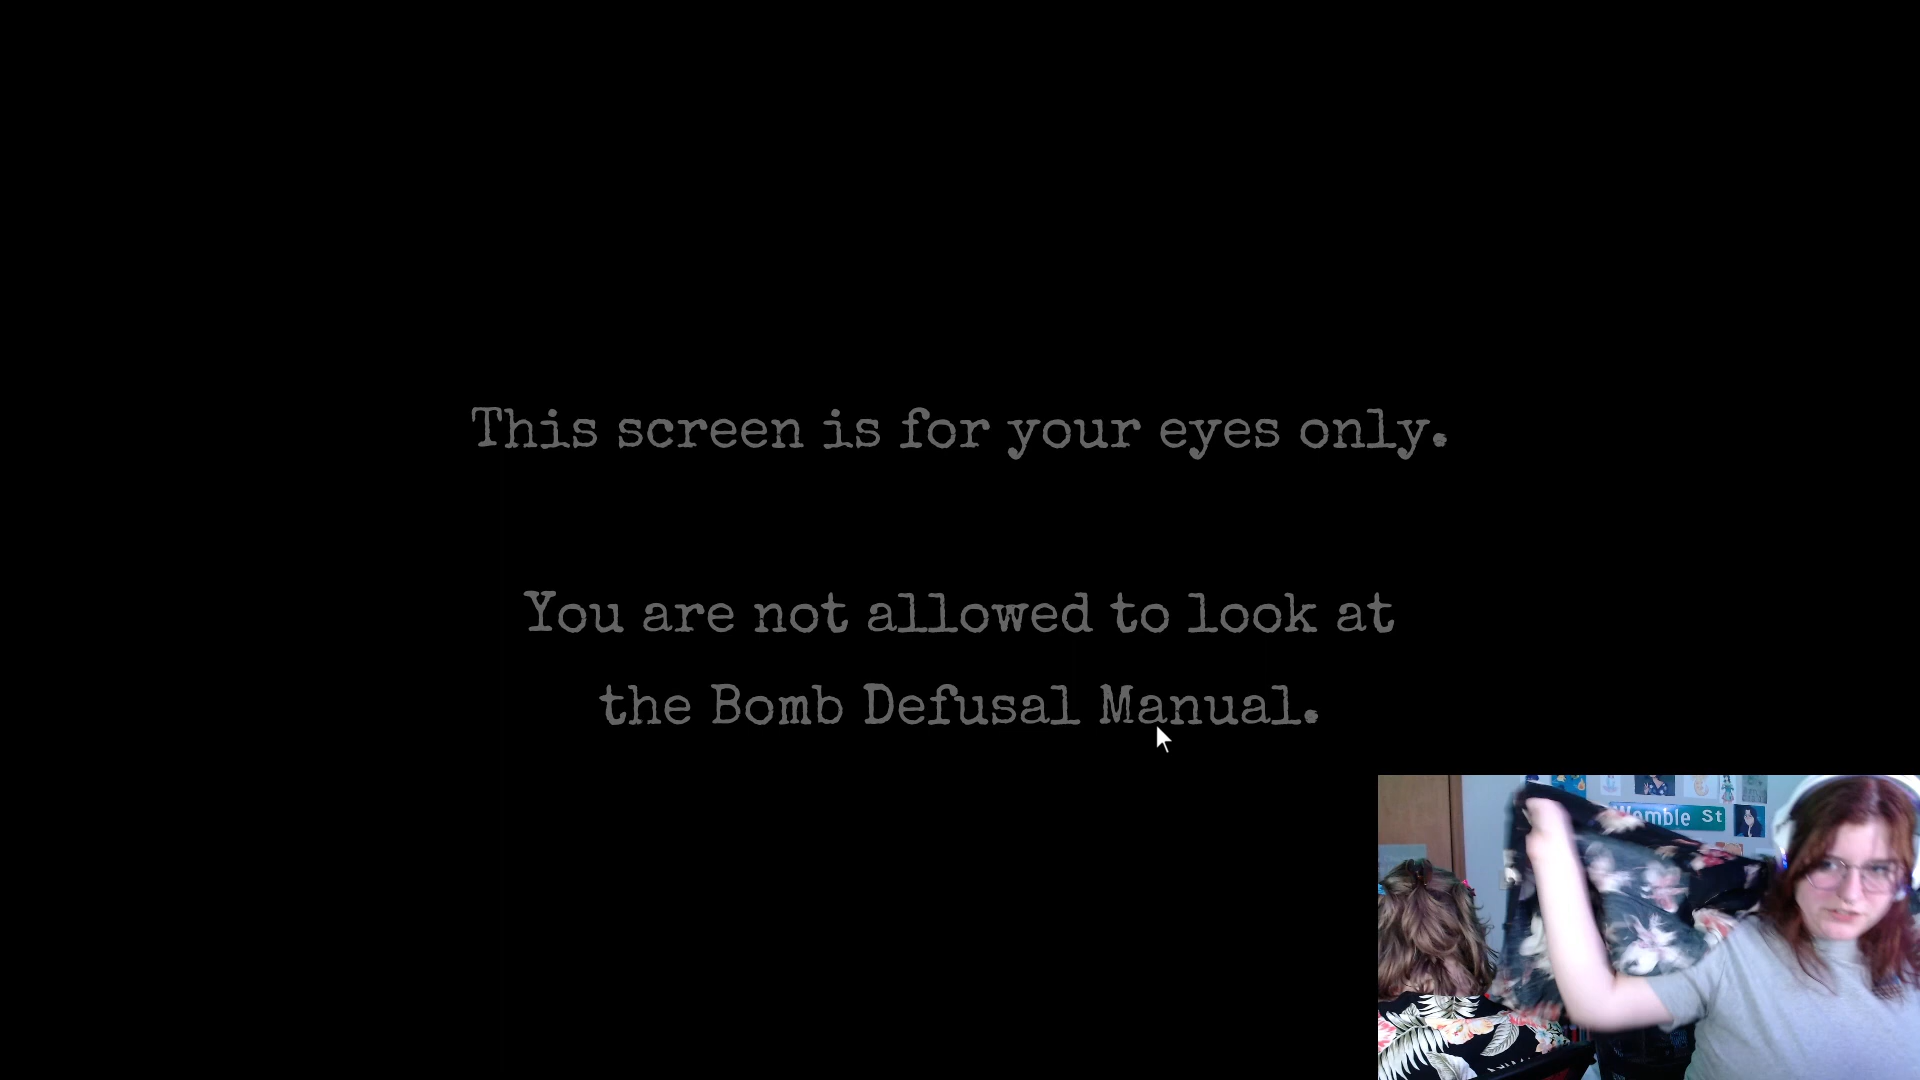 This screen is for your eyes only.
You are not allowed to look at
the Bomb Defusal Manual.
Womble St